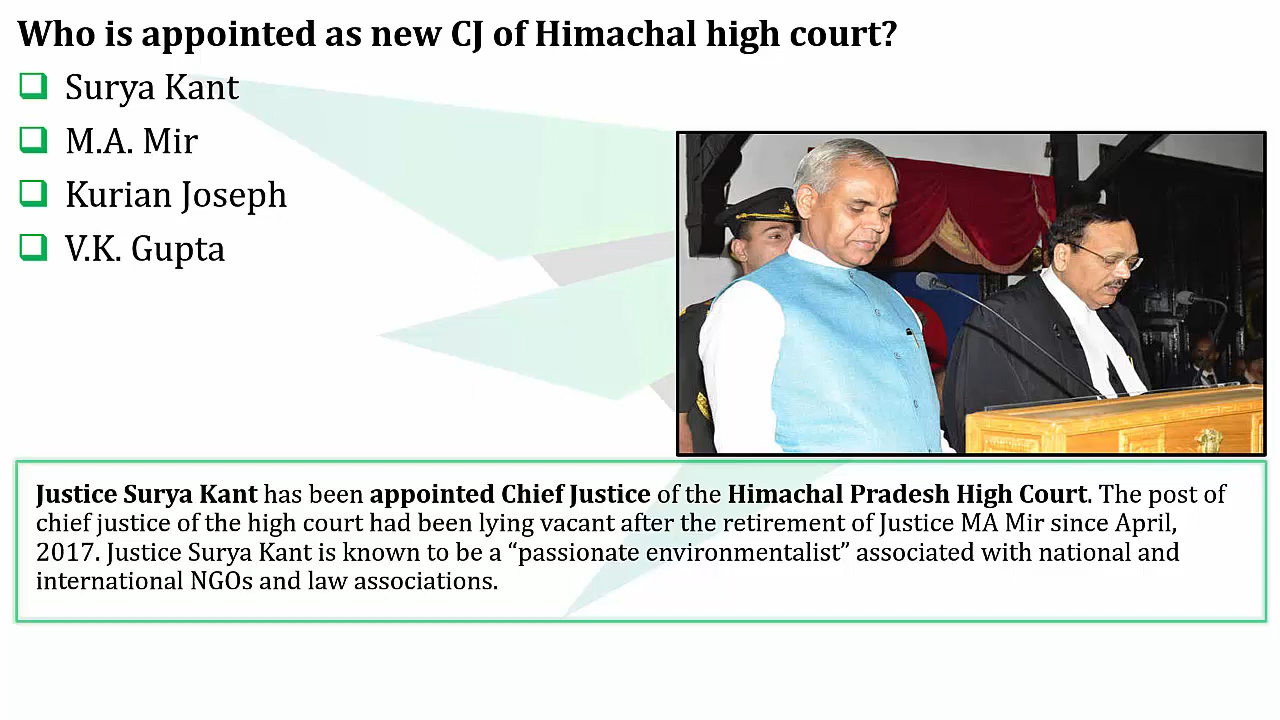 Who is appointed as new CJ of Himachal high court?
Surya Kant
M.A. Mir
Kurian Joseph
V.K. Gupta
Justice Surya Kant has been appointed Chief Justice of the Himachal Pradesh High Court. The post of
chief justice of the high court had been lying vacant after the retirement of Justice MA Mir since April,
2017. Justice Surya Kant is known to be a “passionate environmentalist” associated with national and
international NGOs and law associations.